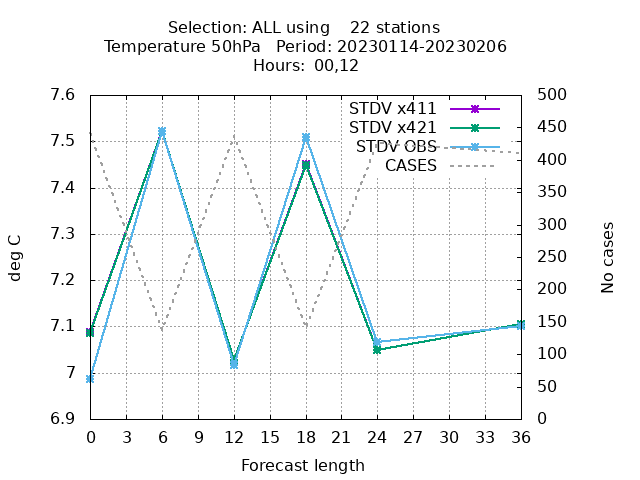 Selection: ALL using    22 stations
Temperature 50hPa   Period: 20230114-20230206
Hours:  00,12
7.6
7.5
7.4
7.3
7.2
7.1
7
6.9
deg C
STDV x411
STDV x421
STDV OBS
CASES
500
450
400
350
300
250
200
150
100
50
0
No cases
0 3 6 9 12 15 18 21 24 27 30 33 36
Forecast length